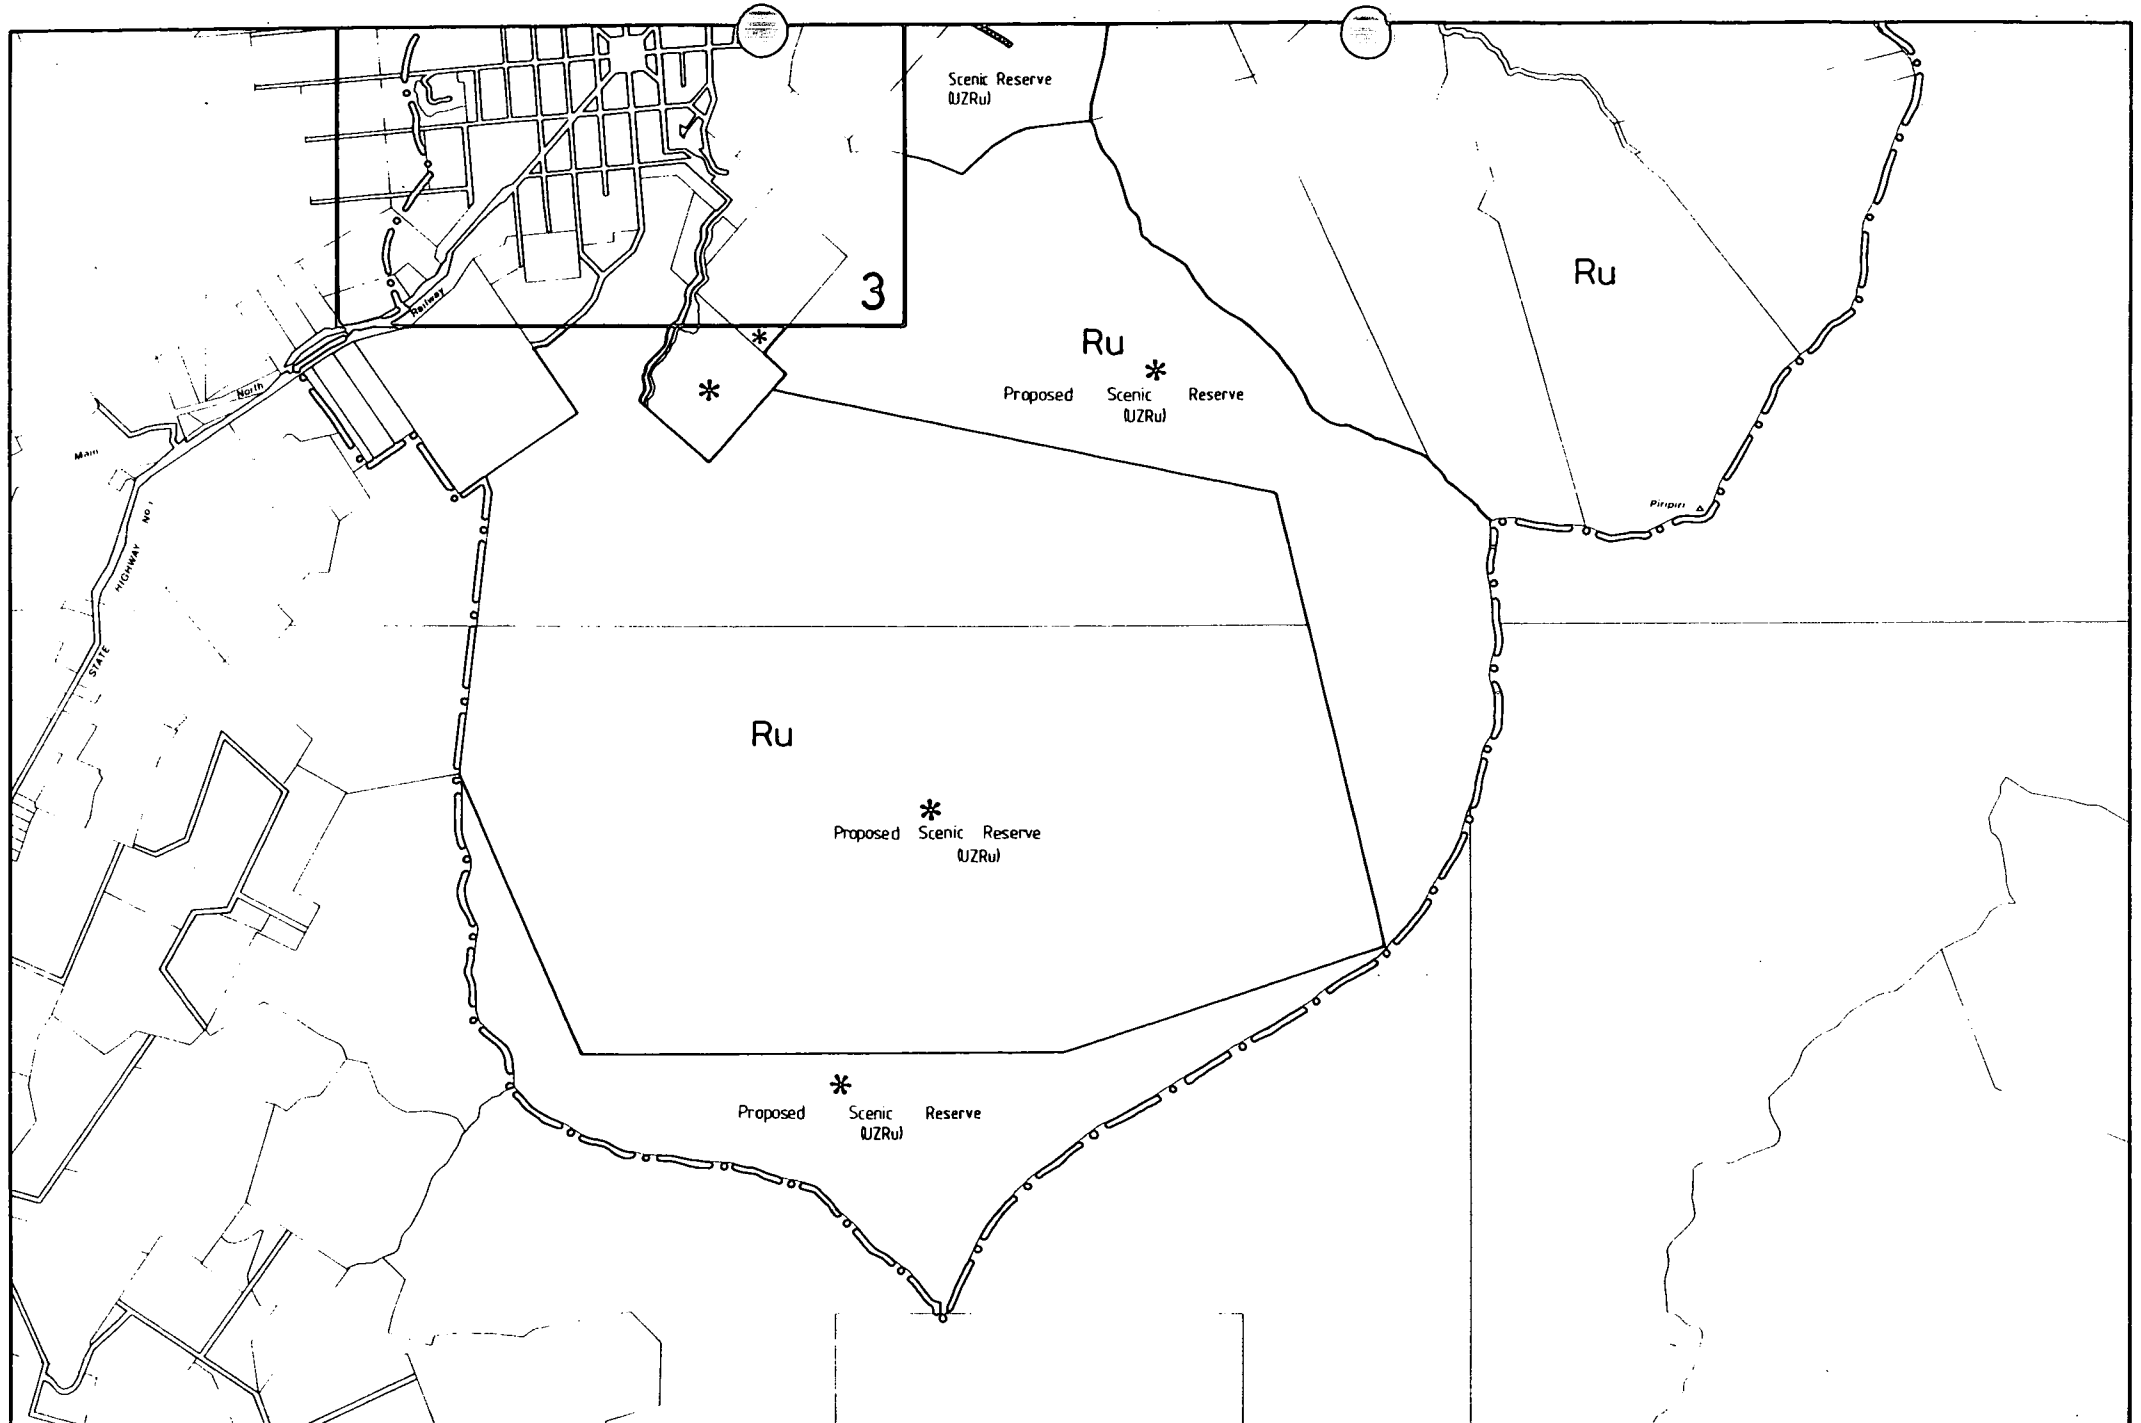 Scenic Reserve
(UZRu)
Ru
3
Railway
Ru
Proposed Scenic Reserve
(UZRu)
North
Main
Piripiri
No 1
HIGHWAY
STATE
Ru
Proposed Scenic Reserve
(UZRu)
Proposed Scenic Reserve
(UZRu)